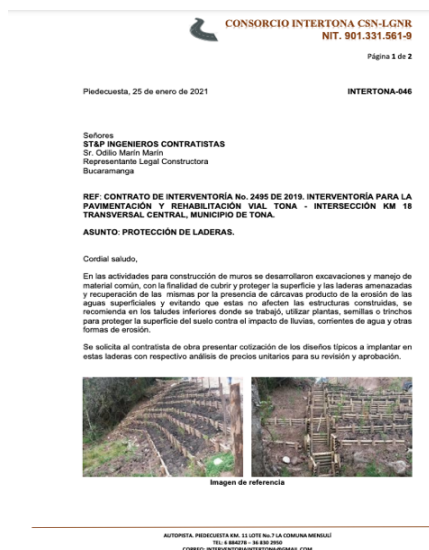 CONSORCIO INTERTONA CSN-LGNR
NIT. 901.331.561-9
Página 1 de 2
Piedecuesta, 25 de enero de 2021 INTERTONA-046
Señores
ST&P INGENIEROS CONTRATISTAS
Sr. Odilio Marín Marín
Representante Legal Constructora
Bucaramanga
REF: CONTRATO DE INTERVENTORÍA No. 2495 DE 2019. INTERVENTORÍA PARA LA
PAVIMENTACIÓN Y REHABILITACIÓN VIAL TONA - INTERSECCIÓN KM 18
TRANSVERSAL CENTRAL, MUNICIPIO DE TONA.
ASUNTO: PROTECCIÓN DE LADERAS.
Cordial saludo,
En las actividades para construcción de muros se desarrollaron excavaciones y manejo de
material común, con la finalidad de cubrir y proteger la superficie y las laderas amenazadas
y recuperación de las mismas por la presencia de cárcavas producto de la erosión de las
aguas superficiales y evitando que estas no afecten las estructuras construidas, se
recomienda en los taludes inferiores donde se trabajó, utilizar plantas, semillas o trinchos
para proteger la superficie del suelo contra el impacto de lluvias, corrientes de agua y otras
formas de erosión.
Se solicita al contratista de obra presentar cotización de los diseños típicos a implantar en
estas laderas con respectivo análisis de precios unitarios para su revisión y aprobación.
Imagen de referencia
AUTOPISTA. PIEDECUESTA KM. 11 LOTE No.7 LA COMUNA MENSULÍ
TEL: 6 884278 – 36 830 2950
CORREO: INTERVENTORIAINTERTONA@GMAIL.COM